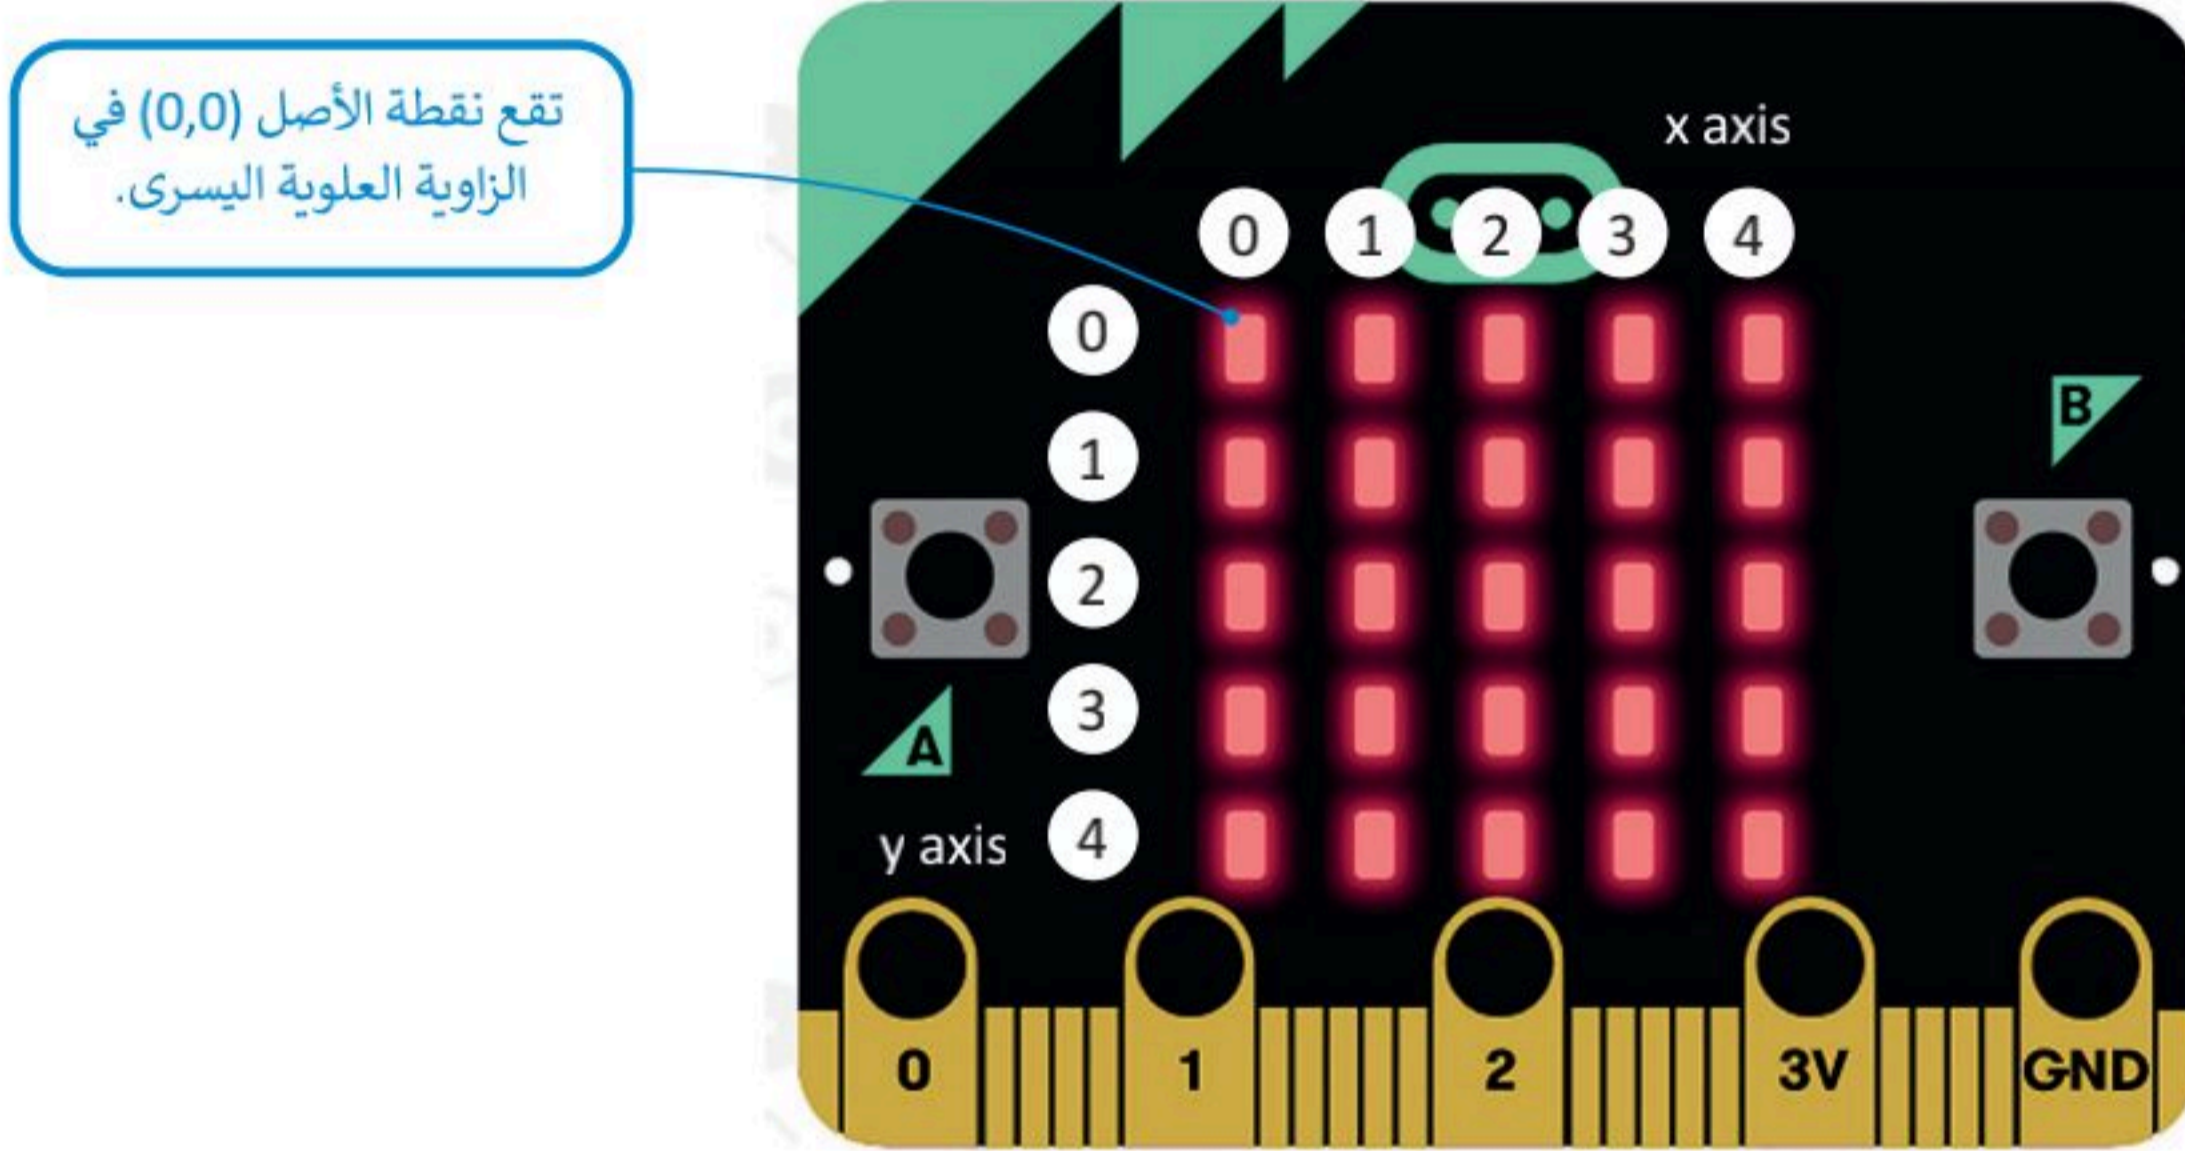 تقع نقطة الأصل (0,0) في
الزاوية العلوية اليسرى.
x axis
0 1 2 3 4
0
1
2
3
4
y axis
B
A
0 1 2 3V GND